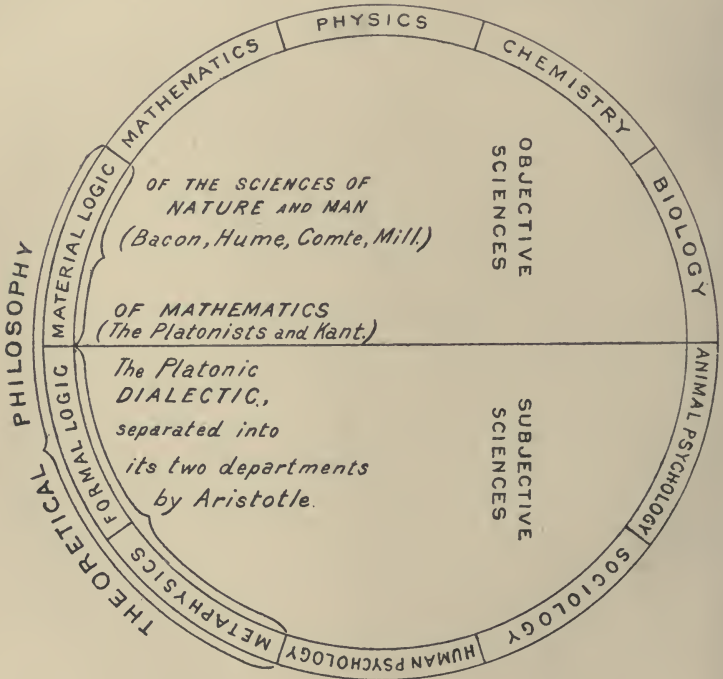 PHYSICS
CHEMISTRY
BIOLOGY
ANIMAL PSYCHOLOGY
SOCIOLOGY
HUMAN PSYCHOLOGY
METAPHYSICS
FORMAL LOGIC
MATERIAL LOGIC
MATHEMATICS
THEORETICAL PHILOSOPHY
OF THE SCIENCES OF
NATURE AND MAN
(Bacon, Hume, Comte, Mill.)
OF MATHEMATICS
(The Platonists and Kant.)
OBJECTIVE
SCIENCES
The Platonic
DIALECTIC,
separated into
its two departments
by Aristotle.
SUBJECTIVE
SCIENCES